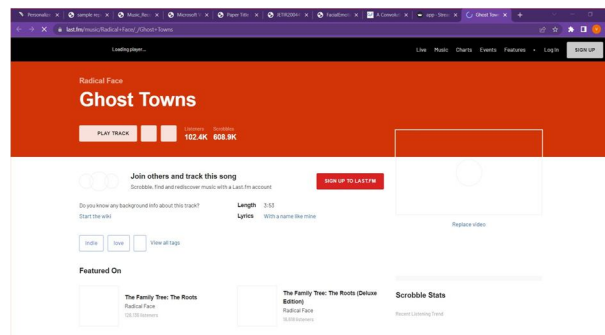 Personaliz
sample rep
Music_Rec
Microsoft
Paper Title
FacialEmot
A Convolut
Ghost Tow
last.fm/music/Radical+Face/_/Ghost+Towns
Loading player...
Live Music Charts Events Features Log In SIGN UP
Radical Face
Ghost Towns
PLAY TRACK
Listeners Scrobbles
102.4K 608.9K
Join others and track this song
Scrobble, find and rediscover music with a Last.fm account
SIGN UP TO LAST.FM
Do you know any background info about this track?
Start the wiki
Length 3:53
Lyrics With a name like mine
Replace video
indie love View all tags
Featured On
The Family Tree: The Roots
Radical Face
listeners
The Family Tree: The Roots (Deluxe
Edition)
Radical Face
listeners
Scrobble Stats
Recent Listening Trend